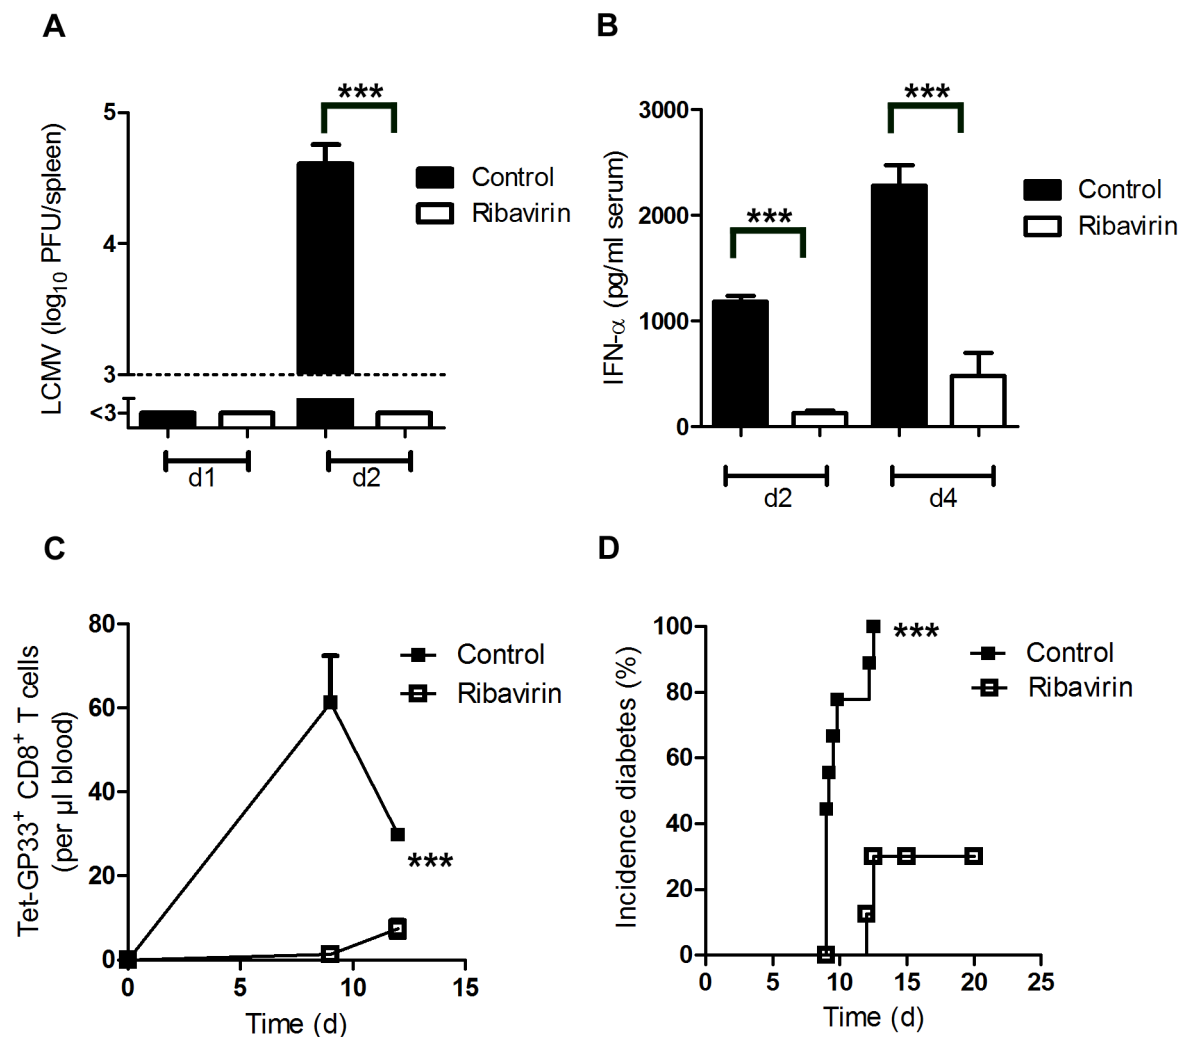 A
LCMV (log10 PFU/spleen)
5
4
3
<3
***
Control
Ribavirin
d1
d2
B
IFN-α (pg/ml serum)
3000
2000
1000
0
***
***
Control
Ribavirin
d2
d4
C
Tet-GP33+ CD8+ T cells
(per µl blood)
80
60
40
20
0
Control
Ribavirin
***
0
5
10
15
Time (d)
D
Incidence diabetes (%)
100
80
60
40
20
0
***
Control
Ribavirin
0
5
10
15
20
25
Time (d)